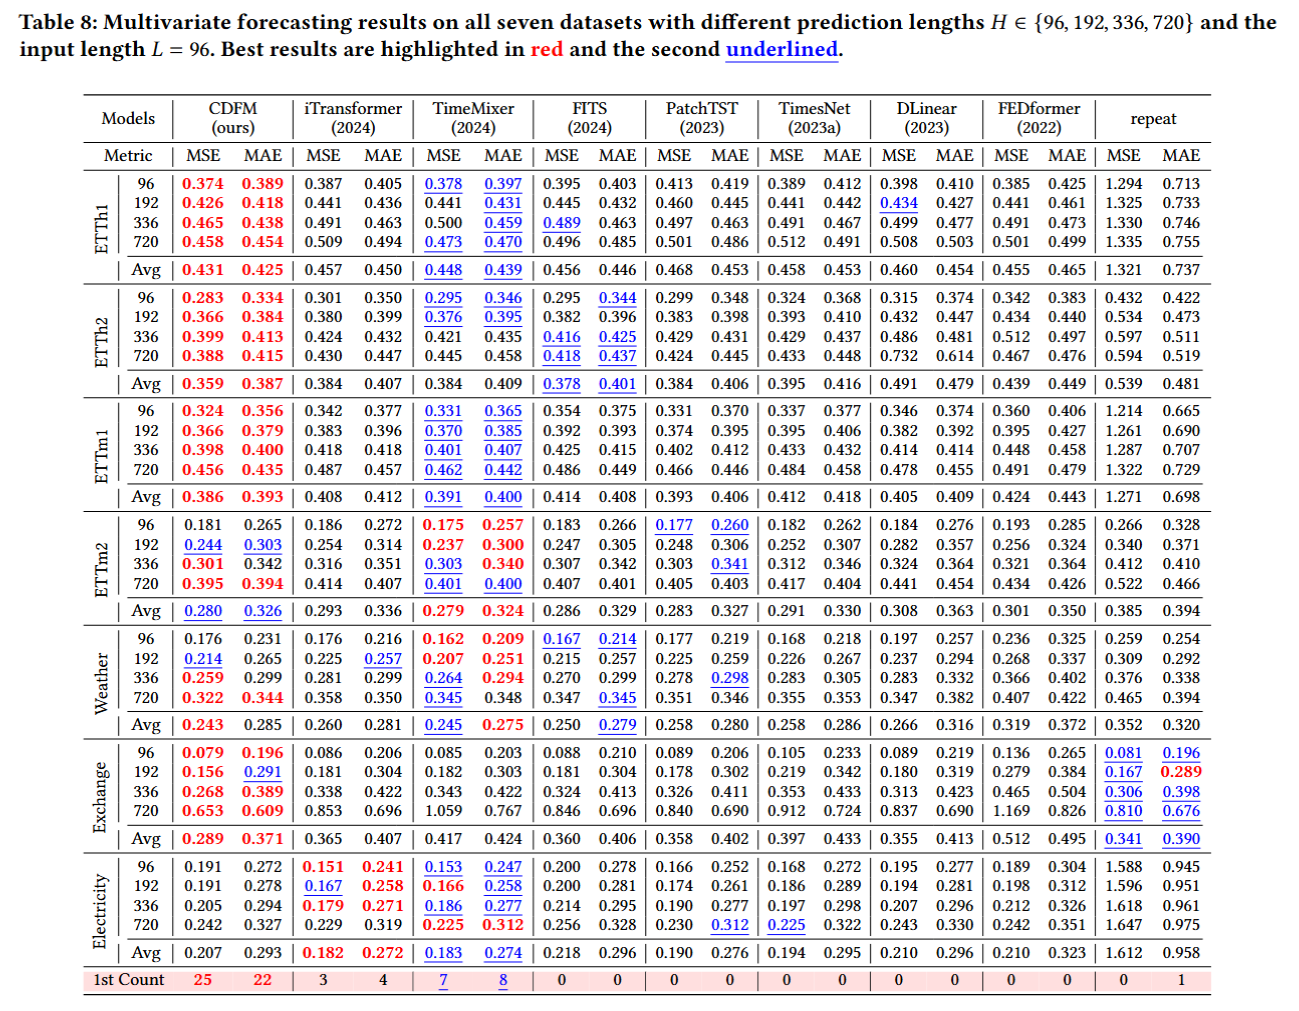 Table 8: Multivariate forecasting results on all seven datasets with different prediction lengths H ∈ {96, 192, 336, 720} and the
input length L = 96. Best results are highlighted in red and the second underlined.
Models CDFM (ours) iTransformer (2024) TimeMixer (2024) FITS (2024) PatchTST (2023) TimesNet (2023a) DLinear (2023) FEDformer (2022) repeat
Metric MSE MAE MSE MAE MSE MAE MSE MAE MSE MAE MSE MAE MSE MAE MSE MAE MSE MAE
ETTh1
96 0.374 0.389 0.387 0.405 0.378 0.397 0.395 0.403 0.413 0.419 0.389 0.412 0.398 0.410 0.385 0.425 1.294 0.713
192 0.426 0.418 0.441 0.436 0.441 0.431 0.445 0.432 0.460 0.445 0.441 0.442 0.434 0.427 0.441 0.461 1.325 0.733
336 0.465 0.438 0.491 0.463 0.500 0.459 0.489 0.463 0.497 0.463 0.491 0.467 0.499 0.477 0.491 0.473 1.330 0.746
720 0.458 0.454 0.509 0.494 0.473 0.470 0.496 0.485 0.501 0.486 0.512 0.491 0.508 0.503 0.501 0.499 1.335 0.755
Avg 0.431 0.425 0.457 0.450 0.448 0.439 0.456 0.446 0.468 0.453 0.458 0.453 0.460 0.454 0.455 0.465 1.321 0.737
ETTh2
96 0.283 0.334 0.301 0.350 0.295 0.346 0.295 0.344 0.299 0.348 0.324 0.368 0.315 0.374 0.342 0.383 0.432 0.422
192 0.366 0.384 0.380 0.399 0.376 0.395 0.382 0.396 0.383 0.398 0.393 0.410 0.432 0.447 0.434 0.440 0.534 0.473
336 0.399 0.413 0.424 0.432 0.421 0.435 0.416 0.425 0.429 0.431 0.429 0.437 0.486 0.481 0.512 0.497 0.597 0.511
720 0.388 0.415 0.430 0.447 0.445 0.458 0.418 0.437 0.424 0.445 0.433 0.448 0.732 0.614 0.467 0.476 0.594 0.519
Avg 0.359 0.387 0.384 0.407 0.384 0.409 0.378 0.401 0.384 0.406 0.395 0.416 0.491 0.479 0.439 0.449 0.539 0.481
ETTm1
96 0.324 0.356 0.342 0.377 0.331 0.365 0.354 0.375 0.331 0.370 0.337 0.377 0.346 0.374 0.360 0.406 1.214 0.665
192 0.366 0.379 0.383 0.396 0.370 0.385 0.392 0.393 0.374 0.395 0.395 0.406 0.382 0.392 0.395 0.427 1.261 0.690
336 0.398 0.400 0.418 0.418 0.401 0.407 0.425 0.415 0.402 0.412 0.433 0.432 0.414 0.414 0.448 0.458 1.287 0.707
720 0.456 0.435 0.487 0.457 0.462 0.442 0.486 0.449 0.466 0.446 0.484 0.458 0.478 0.455 0.491 0.479 1.322 0.729
Avg 0.386 0.393 0.408 0.412 0.391 0.400 0.414 0.408 0.393 0.406 0.412 0.418 0.405 0.409 0.424 0.443 1.271 0.698
ETTm2
96 0.181 0.265 0.186 0.272 0.175 0.257 0.183 0.266 0.177 0.260 0.182 0.262 0.184 0.276 0.193 0.285 0.266 0.328
192 0.244 0.303 0.254 0.314 0.237 0.300 0.247 0.305 0.248 0.306 0.252 0.307 0.282 0.357 0.256 0.324 0.340 0.371
336 0.301 0.342 0.316 0.351 0.303 0.340 0.307 0.342 0.303 0.341 0.312 0.346 0.324 0.364 0.321 0.364 0.412 0.410
720 0.395 0.394 0.414 0.407 0.401 0.400 0.407 0.401 0.405 0.403 0.417 0.404 0.441 0.454 0.434 0.426 0.522 0.466
Avg 0.280 0.326 0.293 0.336 0.279 0.324 0.286 0.329 0.283 0.327 0.291 0.330 0.308 0.363 0.301 0.350 0.385 0.394
Weather
96 0.176 0.231 0.176 0.216 0.162 0.209 0.167 0.214 0.177 0.219 0.168 0.218 0.197 0.257 0.236 0.325 0.259 0.254
192 0.214 0.265 0.225 0.257 0.207 0.251 0.215 0.257 0.225 0.259 0.226 0.267 0.237 0.294 0.268 0.337 0.309 0.292
336 0.259 0.299 0.281 0.299 0.264 0.294 0.270 0.299 0.278 0.298 0.283 0.305 0.283 0.332 0.366 0.402 0.376 0.338
720 0.322 0.344 0.358 0.350 0.345 0.348 0.347 0.345 0.351 0.346 0.355 0.353 0.347 0.382 0.407 0.422 0.465 0.394
Avg 0.243 0.285 0.260 0.281 0.245 0.275 0.250 0.279 0.258 0.280 0.258 0.286 0.266 0.316 0.319 0.372 0.352 0.320
Exchange
96 0.079 0.196 0.086 0.206 0.085 0.203 0.088 0.210 0.089 0.206 0.105 0.233 0.089 0.219 0.136 0.265 0.081 0.196
192 0.156 0.291 0.181 0.304 0.182 0.303 0.181 0.304 0.178 0.302 0.219 0.342 0.180 0.319 0.279 0.384 0.167 0.289
336 0.268 0.389 0.338 0.422 0.343 0.422 0.324 0.413 0.326 0.411 0.353 0.433 0.313 0.423 0.465 0.504 0.306 0.398
720 0.653 0.609 0.853 0.696 1.059 0.767 0.846 0.696 0.840 0.690 0.912 0.724 0.837 0.690 1.169 0.826 0.810 0.676
Avg 0.289 0.371 0.365 0.407 0.417 0.424 0.360 0.406 0.358 0.402 0.397 0.433 0.355 0.413 0.512 0.495 0.341 0.390
Electricity
96 0.191 0.272 0.151 0.241 0.153 0.247 0.200 0.278 0.166 0.252 0.168 0.272 0.195 0.277 0.189 0.304 1.588 0.945
192 0.191 0.278 0.167 0.258 0.166 0.258 0.200 0.281 0.174 0.261 0.186 0.289 0.194 0.281 0.198 0.312 1.596 0.951
336 0.205 0.294 0.179 0.271 0.186 0.277 0.214 0.295 0.190 0.277 0.197 0.298 0.207 0.296 0.212 0.326 1.618 0.961
720 0.242 0.327 0.229 0.319 0.225 0.312 0.256 0.328 0.230 0.312 0.225 0.322 0.243 0.330 0.242 0.351 1.647 0.975
Avg 0.207 0.293 0.182 0.272 0.183 0.274 0.218 0.296 0.190 0.276 0.194 0.295 0.210 0.296 0.210 0.323 1.612 0.958
1st Count 25 22 3 4 7 8 0 0 0 0 0 0 0 0 0 0 0 1